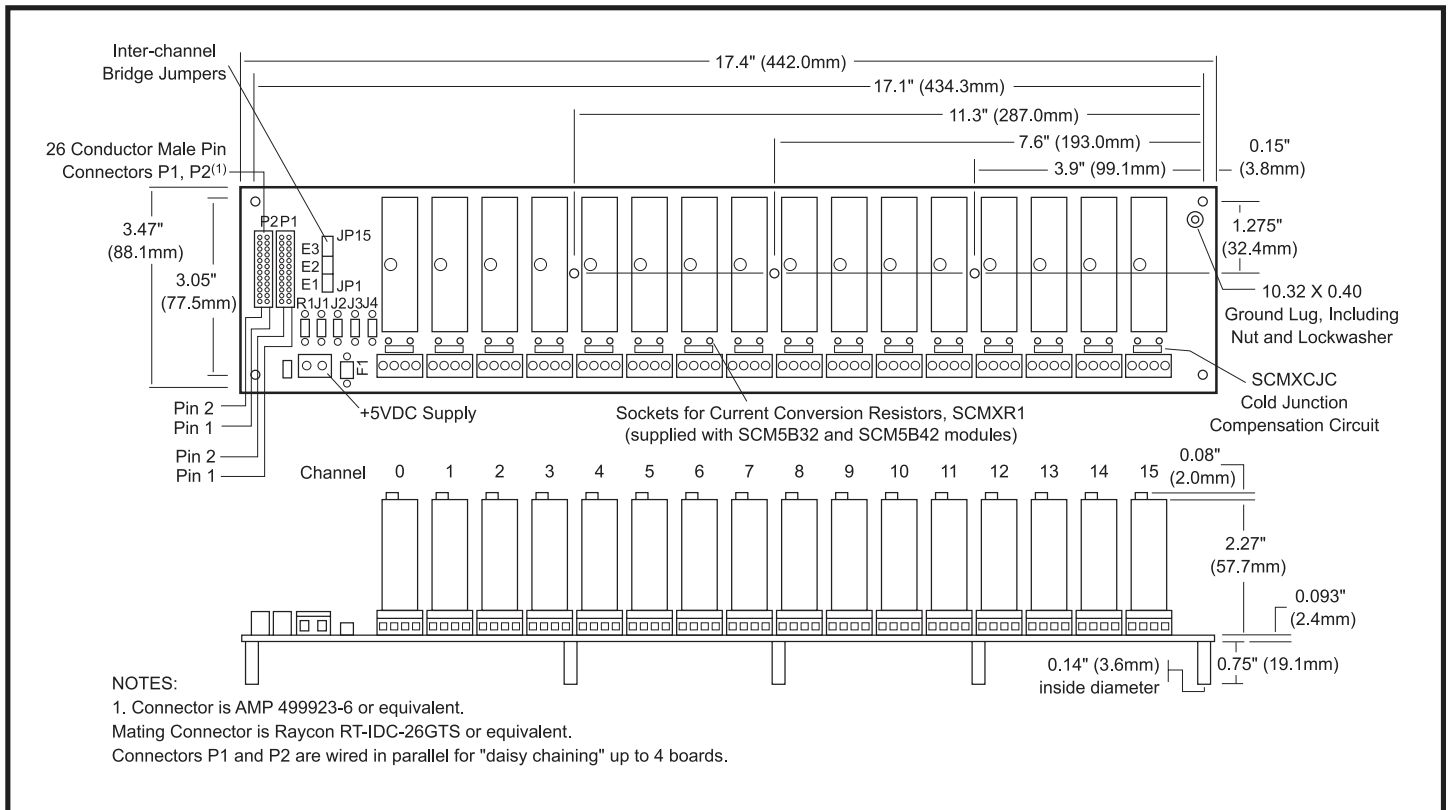 Inter-channel
Bridge Jumpers
17.4" (442.0mm)
17.1" (434.3mm)
11.3" (287.0mm)
7.6" (193.0mm)
3.9" (99.1mm)
0.15"
(3.8mm)
26 Conductor Male Pin
Connectors P1, P2(1)
3.47"
(88.1mm)
3.05"
(77.5mm)
P2 P1
JP15
E3
E2
E1
JP1
R1 J1 J2 J3 J4
F1
1.275"
(32.4mm)
10.32 X 0.40
Ground Lug, Including
Nut and Lockwasher
SCMXCJC
Cold Junction
Compensation Circuit
Pin 2
Pin 1
Pin 2
Pin 1
+5VDC Supply
Sockets for Current Conversion Resistors, SCMXR1
(supplied with SCM5B32 and SCM5B42 modules)
Channel 0 1 2 3 4 5 6 7 8 9 10 11 12 13 14 15
0.08"
(2.0mm)
2.27"
(57.7mm)
0.093"
(2.4mm)
0.14" (3.6mm)
inside diameter
0.75" (19.1mm)
NOTES:
1. Connector is AMP 499923-6 or equivalent.
Mating Connector is Raycon RT-IDC-26GTS or equivalent.
Connectors P1 and P2 are wired in parallel for "daisy chaining" up to 4 boards.